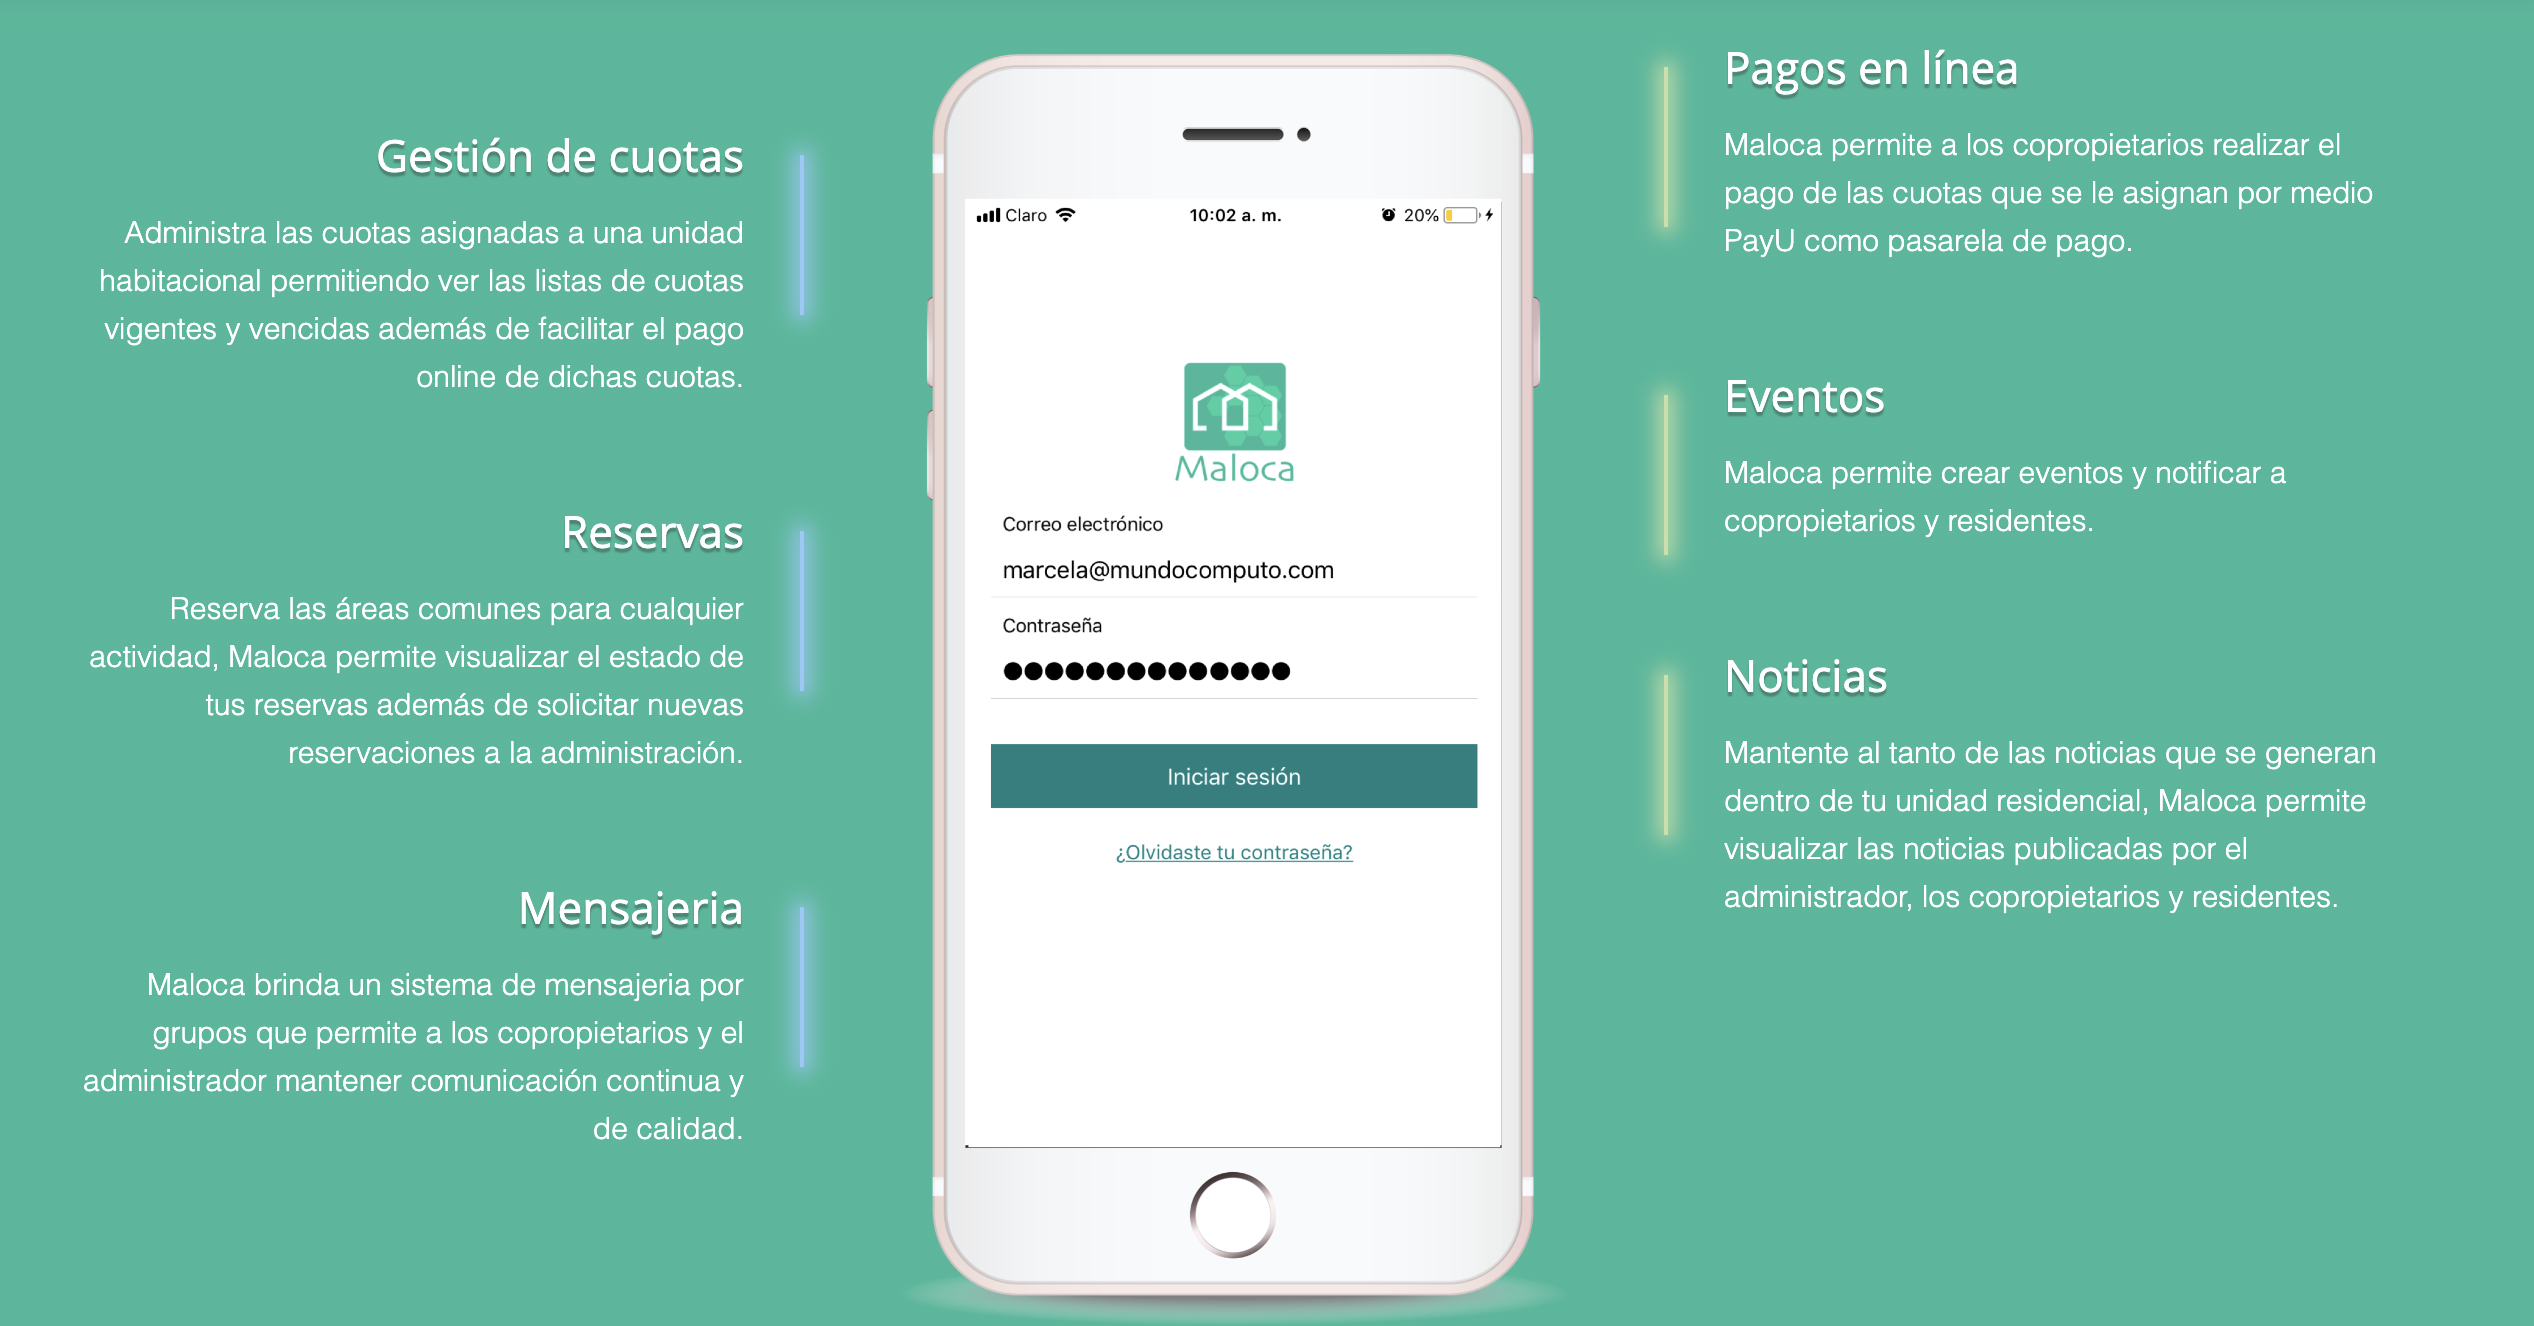 Gestión de cuotas
Administra las cuotas asignadas a una unidad
habitacional permitiendo ver las listas de cuotas
vigentes y vencidas además de facilitar el pago
online de dichas cuotas.
Reservas
Reserva las áreas comunes para cualquier
actividad, Maloca permite visualizar el estado de
tus reservas además de solicitar nuevas
reservaciones a la administración.
Mensajeria
Maloca brinda un sistema de mensajeria por
grupos que permite a los copropietarios y el
administrador mantener comunicación continua y
de calidad.
Claro 10:02 a. m. 20%
Maloca
Correo electrónico
marcela@mundocomputo.com
Contraseña
●●●●●●●●●●●●●●
Iniciar sesión
¿Olvidaste tu contraseña?
Pagos en línea
Maloca permite a los copropietarios realizar el
pago de las cuotas que se le asignan por medio
PayU como pasarela de pago.
Eventos
Maloca permite crear eventos y notificar a
copropietarios y residentes.
Noticias
Mantente al tanto de las noticias que se generan
dentro de tu unidad residencial, Maloca permite
visualizar las noticias publicadas por el
administrador, los copropietarios y residentes.